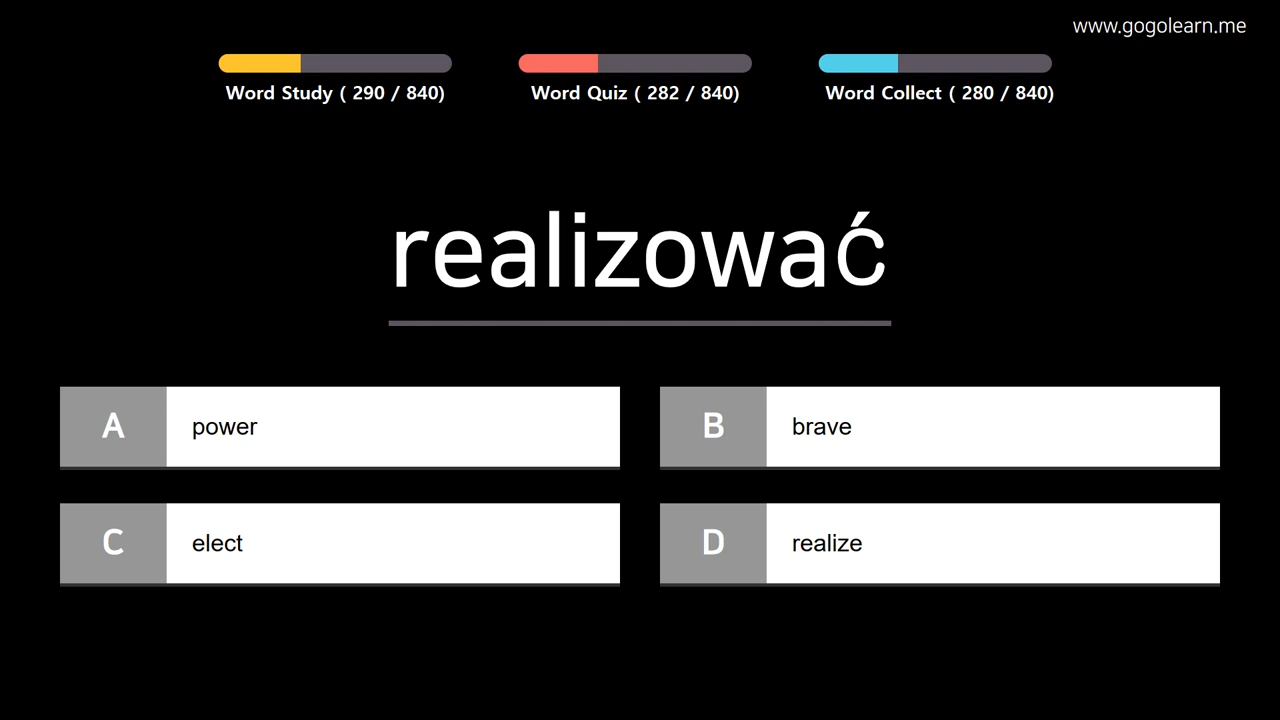 www.gogolearn.me
Word Study ( 290 / 840)
Word Quiz ( 282 / 840)
Word Collect ( 280 / 840)
realizować
A power
B brave
C elect
D realize